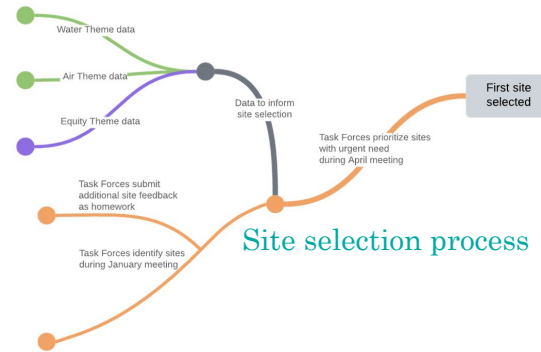 Water Theme data
Air Theme data
Equity Theme data
Data to inform
site selection
First site
selected
Task Forces prioritize sites
with urgent need
during April meeting
Task Forces submit
additional site feedback
as homework
Task Forces identify sites
during January meeting
Site selection process